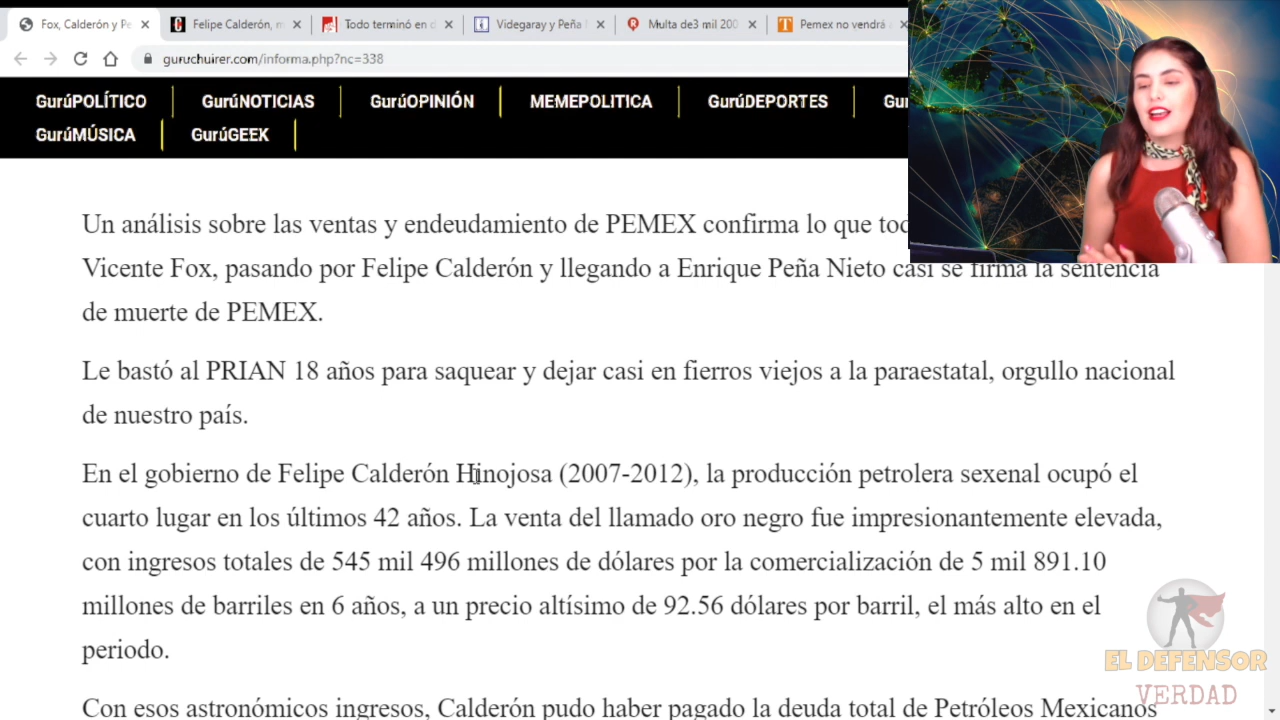 Fox, Calderón y Pe
Felipe Calderón, m
Todo terminó en d
Videgaray y Peña
Multa de3 mil 200
Pemex no vendrá
guruchuirer.com/informa.php?nc=338
GurúPOLÍTICO
GurúNOTICIAS
GurúOPINIÓN
MEMEPOLITICA
GurúDEPORTES
Gu
GurúMÚSICA
GurúGEEK
Un análisis sobre las ventas y endeudamiento de PEMEX confirma lo que tod
Vicente Fox, pasando por Felipe Calderón y llegando a Enrique Peña Nieto casi se firma la sentencia
de muerte de PEMEX.
Le bastó al PRIAN 18 años para saquear y dejar casi en fierros viejos a la paraestatal, orgullo nacional
de nuestro país.
En el gobierno de Felipe Calderón Hinojosa (2007-2012), la producción petrolera sexenal ocupó el
cuarto lugar en los últimos 42 años. La venta del llamado oro negro fue impresionantemente elevada,
con ingresos totales de 545 mil 496 millones de dólares por la comercialización de 5 mil 891.10
millones de barriles en 6 años, a un precio altísimo de 92.56 dólares por barril, el más alto en el
periodo.
Con esos astronómicos ingresos, Calderón pudo haber pagado la deuda total de Petróleos Mexicanos
EL DEFENSOR
VERDAD